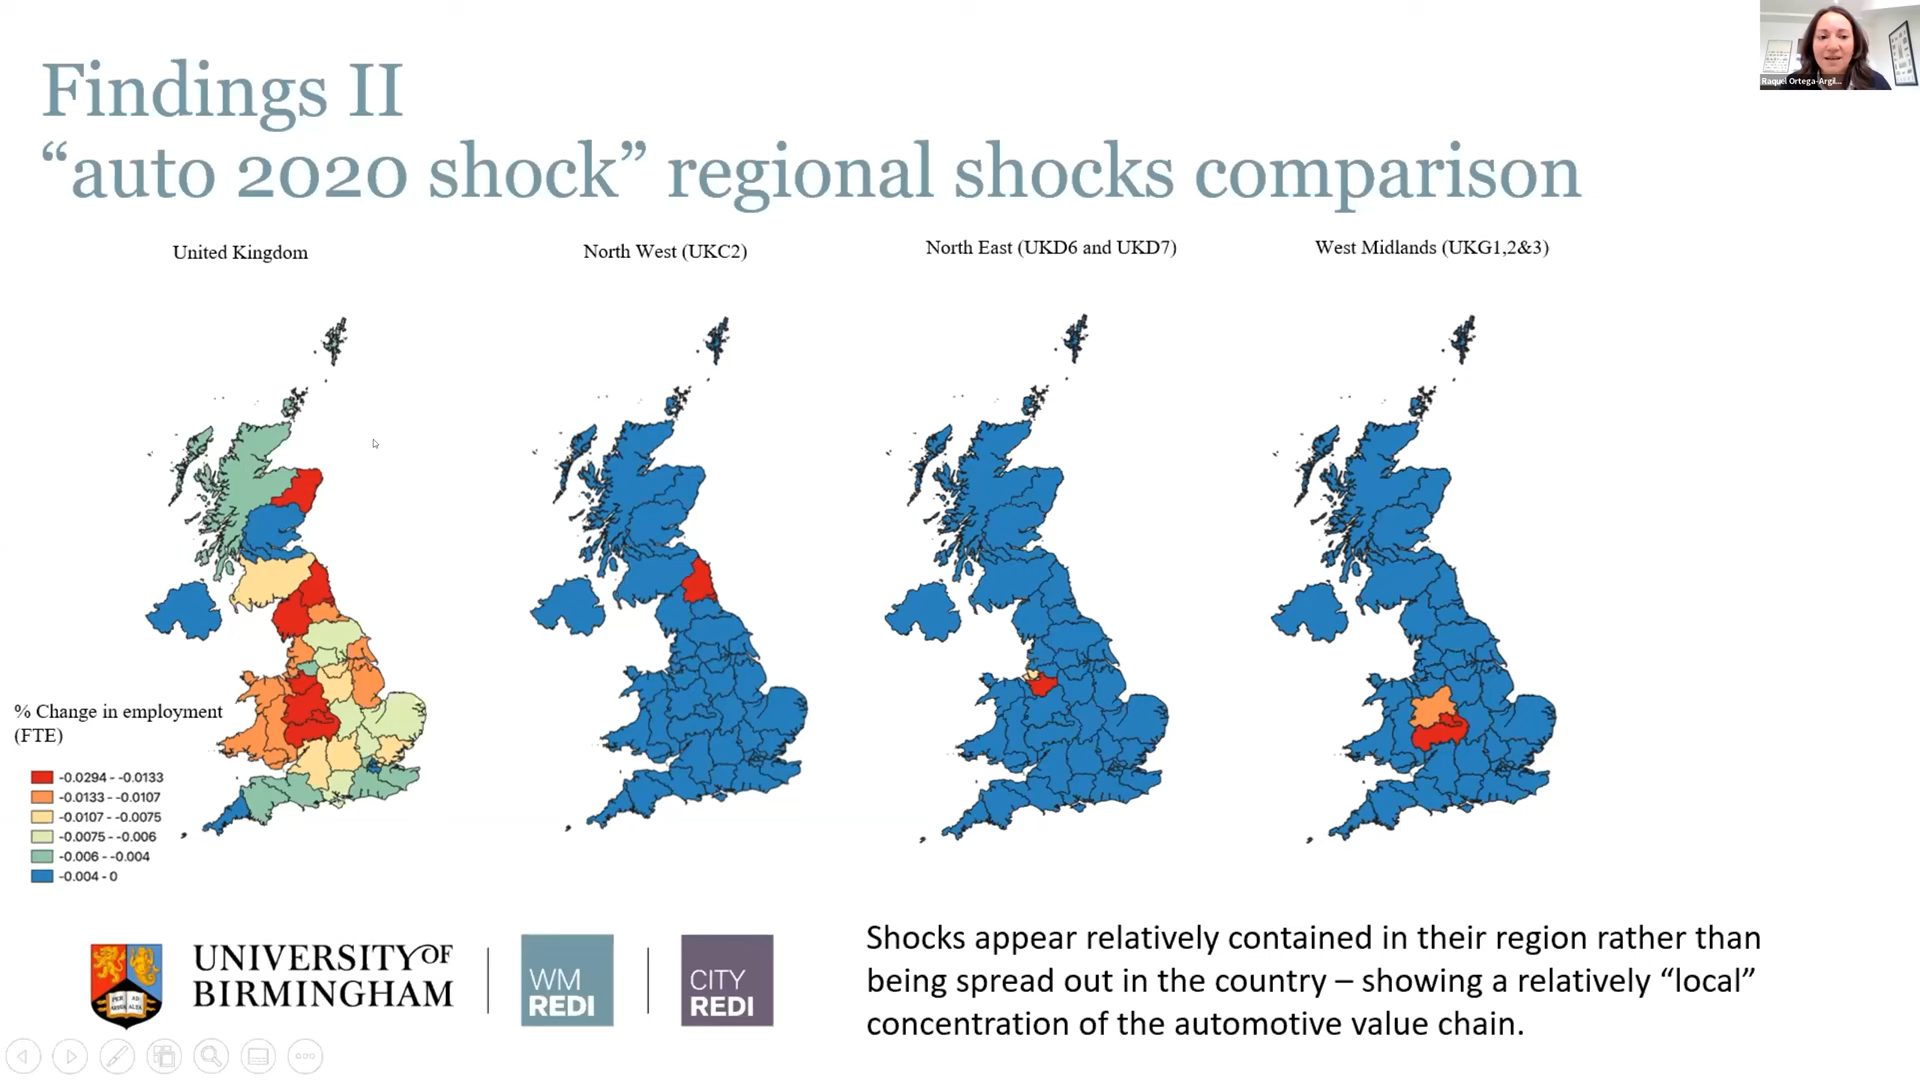 Raquel Ortega-Argil...
Findings II
“auto 2020 shock” regional shocks comparison
United Kingdom
North West (UKC2)
North East (UKD6 and UKD7)
West Midlands (UKG1,2&3)
% Change in employment
(FTE)
-0.0294 - -0.0133
-0.0133 - -0.0107
-0.0107 - -0.0075
-0.0075 - -0.006
-0.006 - -0.004
-0.004 - 0
UNIVERSITY OF
BIRMINGHAM
WM
REDI
CITY
REDI
Shocks appear relatively contained in their region rather than
being spread out in the country – showing a relatively “local”
concentration of the automotive value chain.